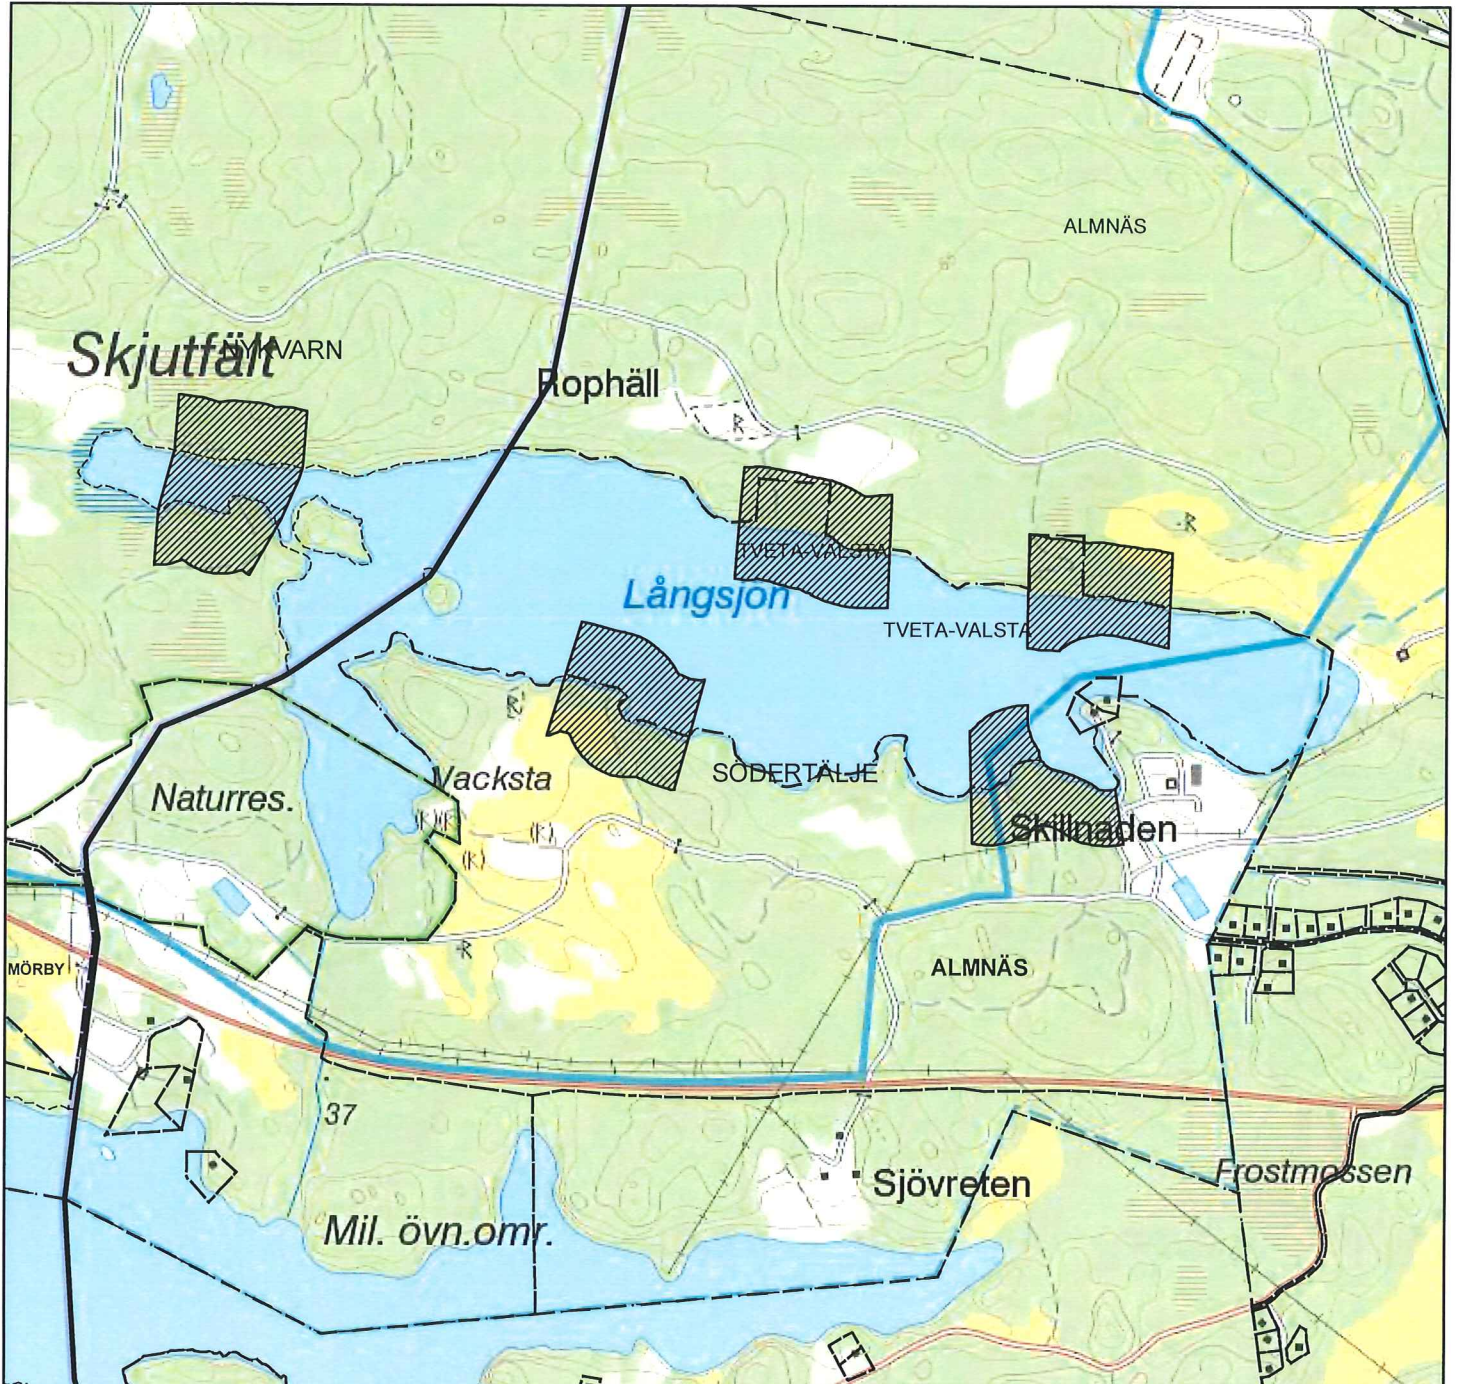 ALMNÄS
Skjutfält
NYKVARN
Rophäll
R
R
TVETA-VALSTA
Långsjön
TVETA-VALSTA
R
SÖDERTÄLJE
Vacksta
Naturres.
(R)(R
(R)
(R)
Skillnaden
R
MÖRBY
ALMNÄS
37
Sjövreten
Frostmossen
Mil. övn.omr.